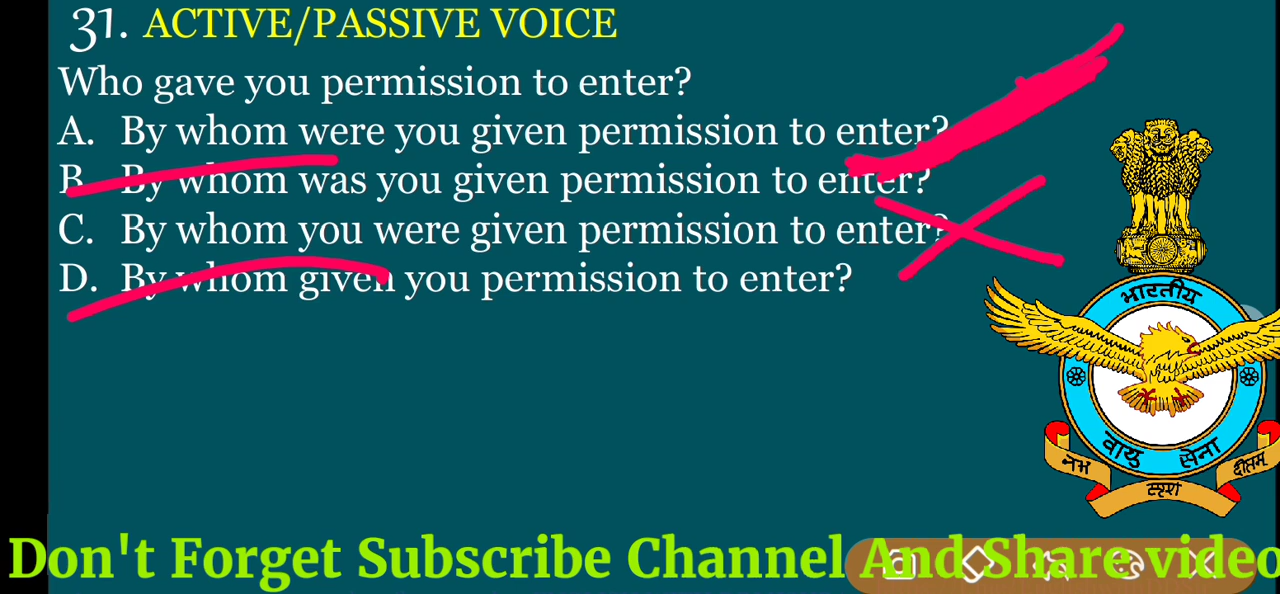 31. ACTIVE/PASSIVE VOICE
Who gave you permission to enter?
A. By whom were you given permission to enter?
B. By whom was you given permission to enter?
C. By whom you were given permission to enter?
D. By whom given you permission to enter?
भारतीय
वायु सेना
नभ स्पृशं दीप्तम्
Don't Forget Subscribe Channel And Share video